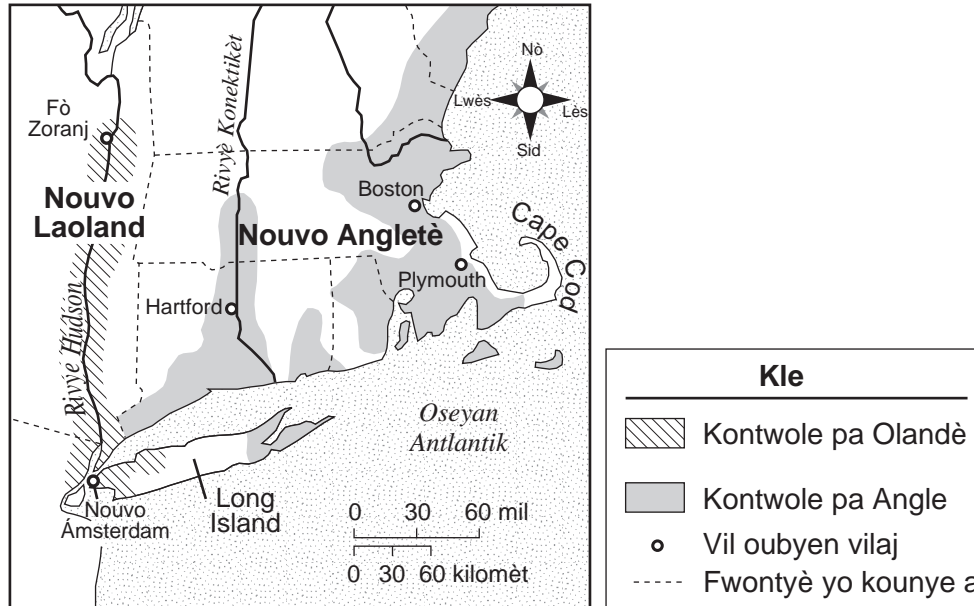 Nò
Lwès
Lès
Sid
Fò
Zoranj
Rivyè Konektikèt
Boston
Nouvo
Laoland
Nouvo Angletè
Cape Cod
Plymouth
Hartford
Rivyè Hudson
Oseyan
Antlantik
Long
Island
Nouvo
Ámsterdam
0 30 60 mil
0 30 60 kilomèt
Kle
Kontwole pa Olandè
Kontwole pa Angle
Vil oubyen vilaj
Fwontyè yo kounye a